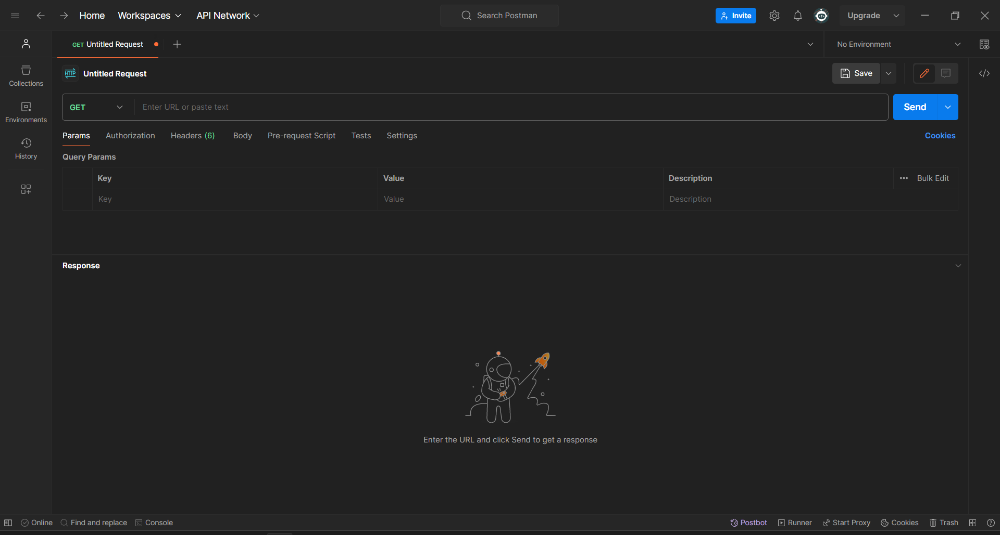 Home Workspaces API Network Search Postman Invite Upgrade
GET Untitled Request No Environment
HTTP Untitled Request Save
Collections
GET Enter URL or paste text Send
Environments
Params Authorization Headers (6) Body Pre-request Script Tests Settings Cookies
History
Query Params
Key Value Description Bulk Edit
Key Value Description
Response
Enter the URL and click Send to get a response
Online Find and replace Console Postbot Runner Start Proxy Cookies Trash